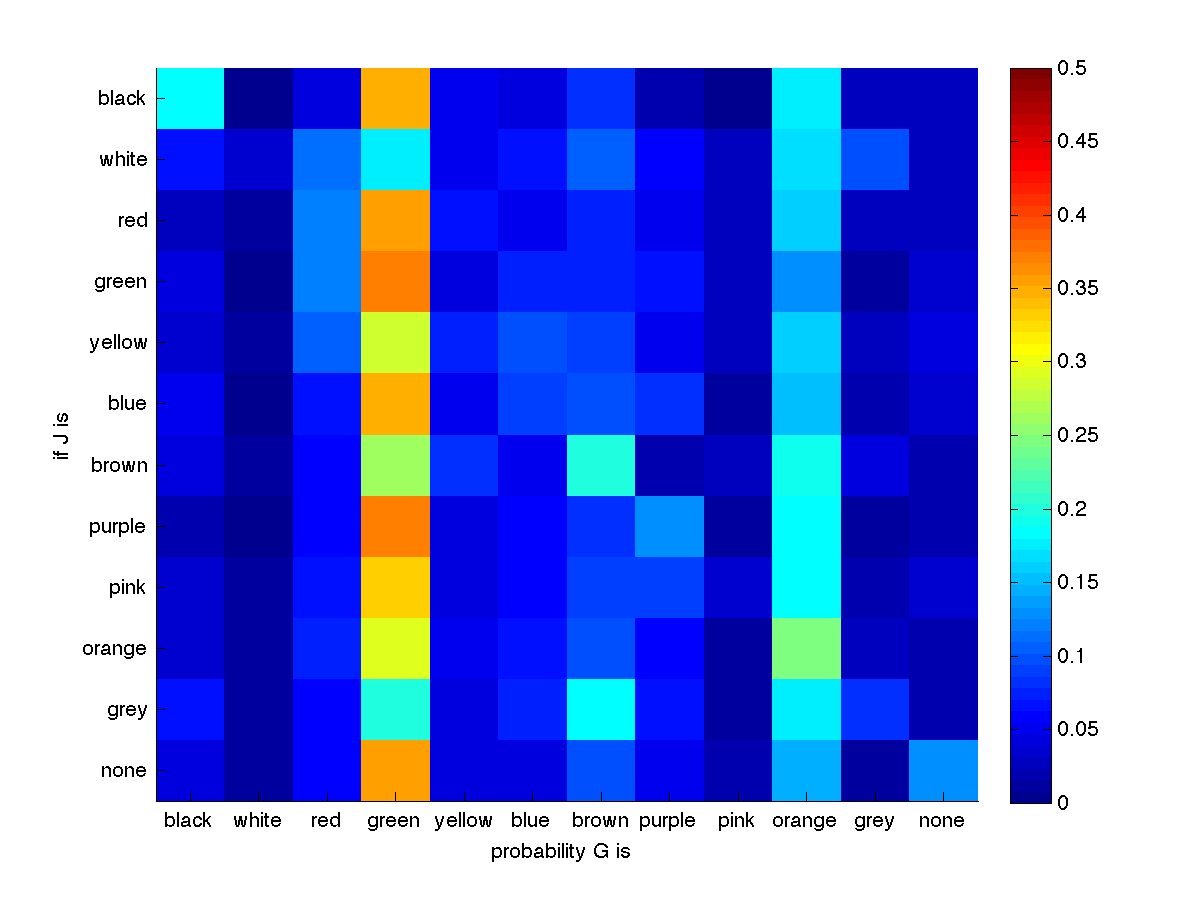 black
white
red
green
yellow
blue
brown
purple
pink
orange
grey
none
if J is
black white red green yellow blue brown purple pink orange grey none
probability G is
0.5
0.45
0.4
0.35
0.3
0.25
0.2
0.15
0.1
0.05
0